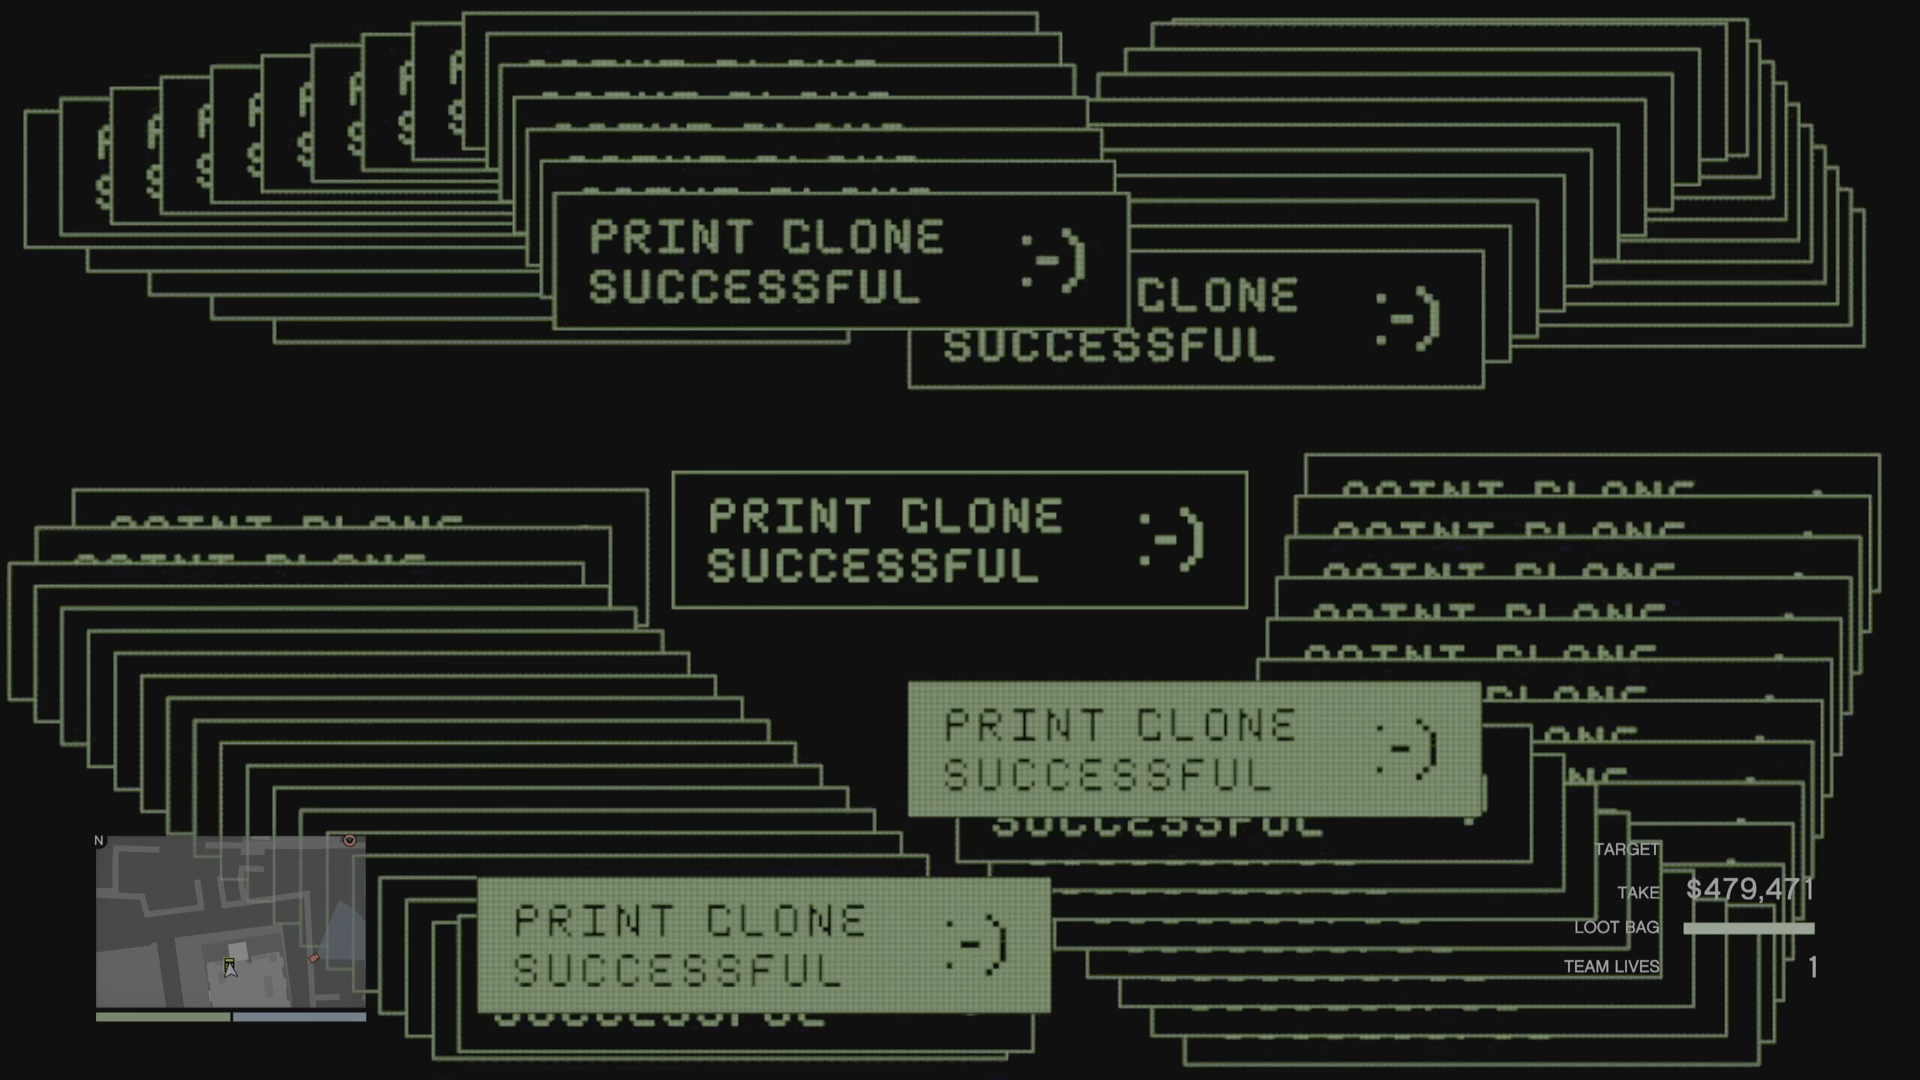 PRINT CLONE
SUCCESSFUL :-)
CLONE
SUCCESSFUL :-)
PRINT CLONE
SUCCESSFUL :-)
PRINT CLONE
SUCCESSFUL :-)
SUCCESSFUL
PRINT CLONE
SUCCESSFUL :-)
N
TARGET
TAKE $479,471
LOOT BAG
TEAM LIVES 1